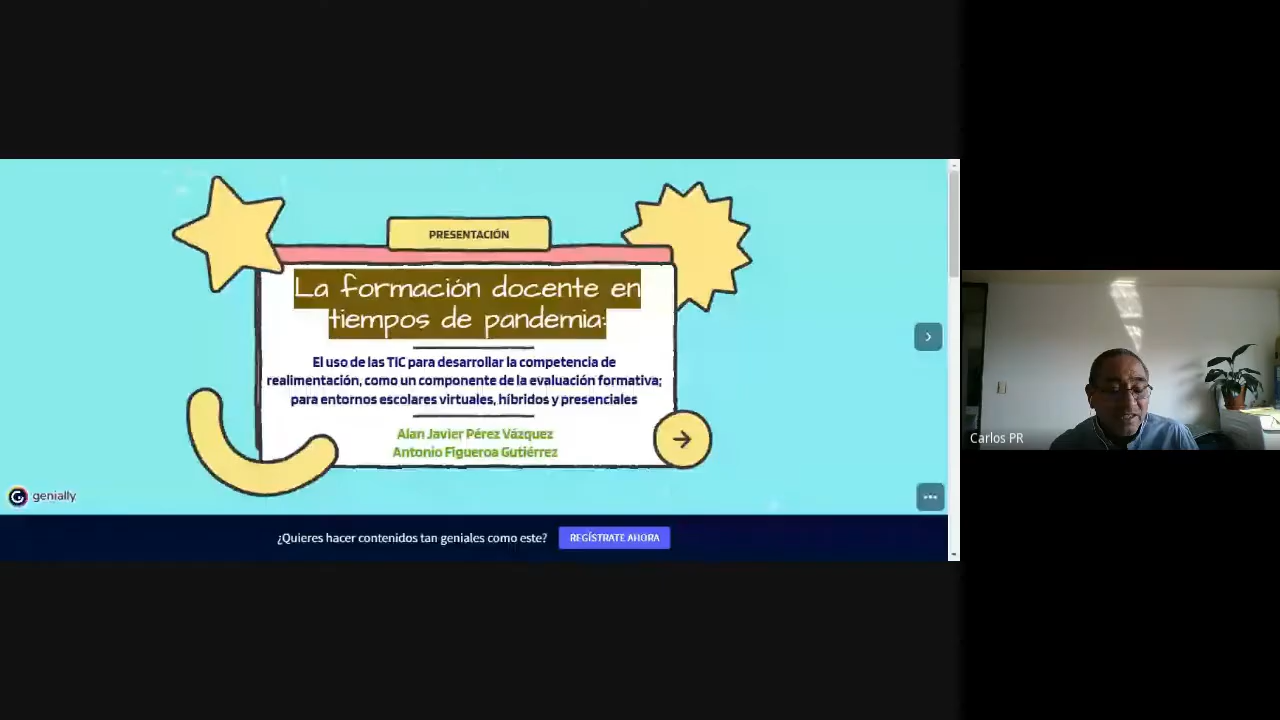 PRESENTACIÓN
La formación docente en
tiempos de pandemia:
El uso de las TIC para desarrollar la competencia de
realimentación, como un componente de la evaluación formativa;
para entornos escolares virtuales, híbridos y presenciales
Alan Javier Pérez Vázquez
Antonio Figueroa Gutiérrez
genially
¿Quieres hacer contenidos tan geniales como este?
REGÍSTRATE AHORA
Carlos PR